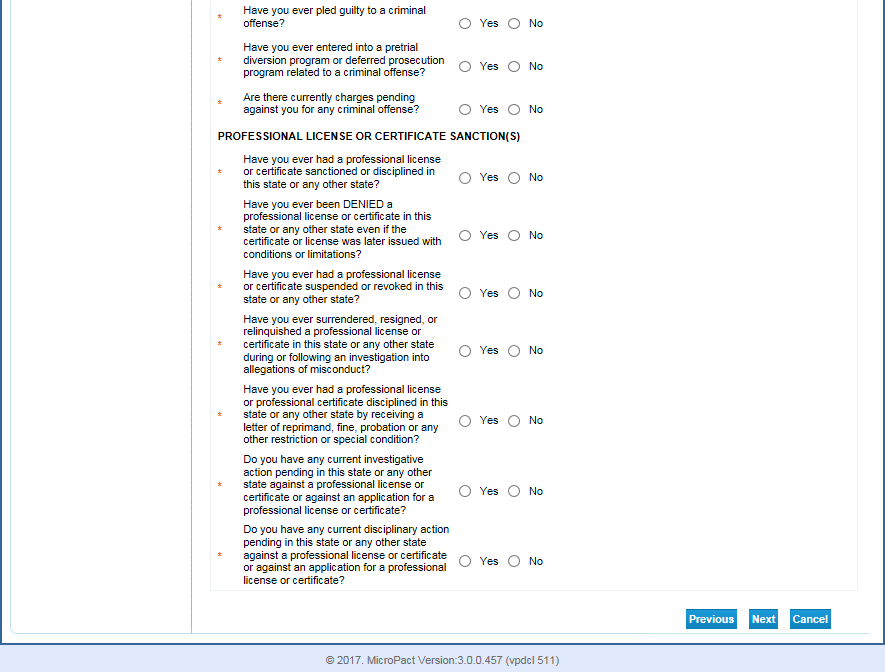 * Have you ever pled guilty to a criminal
offense? Yes No
Have you ever entered into a pretrial
* diversion program or deferred prosecution Yes No
program related to a criminal offense?
* Are there currently charges pending
against you for any criminal offense? Yes No
PROFESSIONAL LICENSE OR CERTIFICATE SANCTION(S)
Have you ever had a professional license
* or certificate sanctioned or disciplined in Yes No
this state or any other state?
Have you ever been DENIED a
professional license or certificate in this
* state or any other state even if the Yes No
certificate or license was later issued with
conditions or limitations?
Have you ever had a professional license
* or certificate suspended or revoked in this Yes No
state or any other state?
Have you ever surrendered, resigned, or
relinquished a professional license or
* certificate in this state or any other state Yes No
during or following an investigation into
allegations of misconduct?
Have you ever had a professional license
or professional certificate disciplined in this
* state or any other state by receiving a Yes No
letter of reprimand, fine, probation or any
other restriction or special condition?
Do you have any current investigative
action pending in this state or any other
* state against a professional license or Yes No
certificate or against an application for a
professional license or certificate?
Do you have any current disciplinary action
pending in this state or any other state
* against a professional license or certificate Yes No
or against an application for a professional
license or certificate?
Previous Next Cancel
© 2017. MicroPact Version:3.0.0.457 (vpdcl 511)